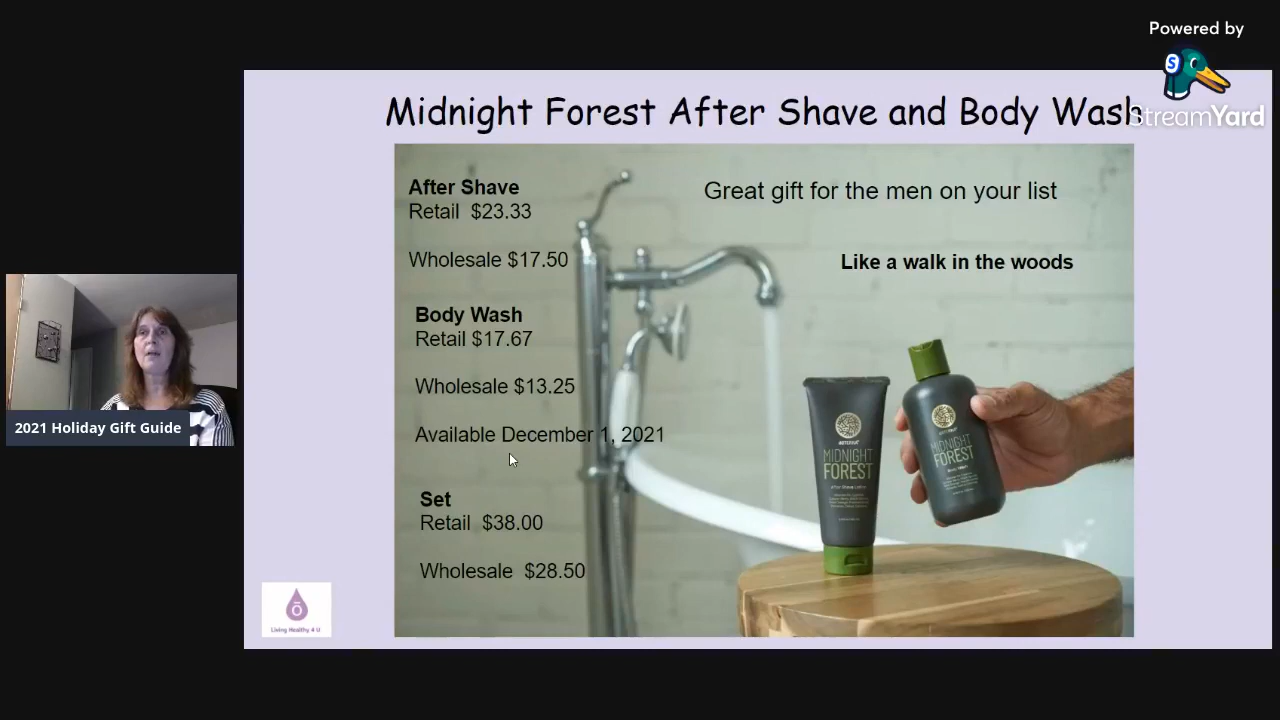 Powered by
StreamYard
Midnight Forest After Shave and Body Wash
After Shave
Retail $23.33
Great gift for the men on your list
Wholesale $17.50
Like a walk in the woods
Body Wash
Retail $17.67
Wholesale $13.25
Available December 1, 2021
2021 Holiday Gift Guide
MIDNIGHT
FOREST
After Shave Lotion
MIDNIGHT
FOREST
Set
Retail $38.00
Wholesale $28.50
ō
Living Healthy 4 U